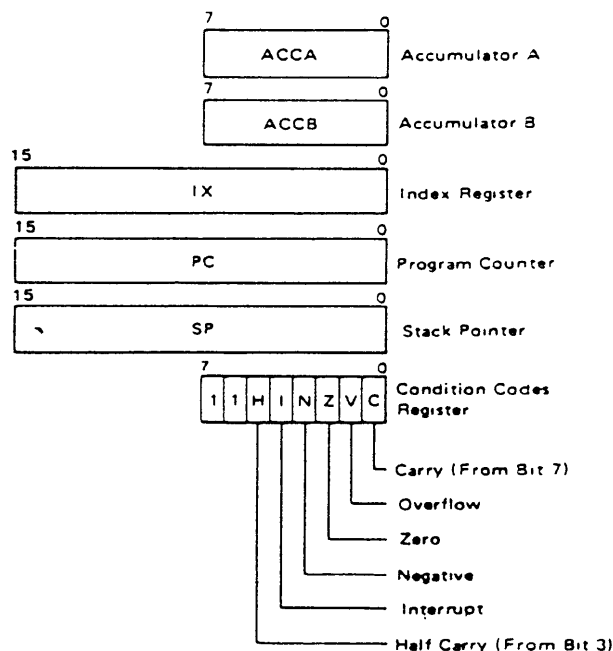 7 0
ACCA Accumulator A
7 0
ACCB Accumulator B
15 0
IX Index Register
15 0
PC Program Counter
15 0
SP Stack Pointer
7 0
1 1 H I N Z V C Condition Codes
Register
Carry (From Bit 7)
Overflow
Zero
Negative
Interrupt
Half Carry (From Bit 3)